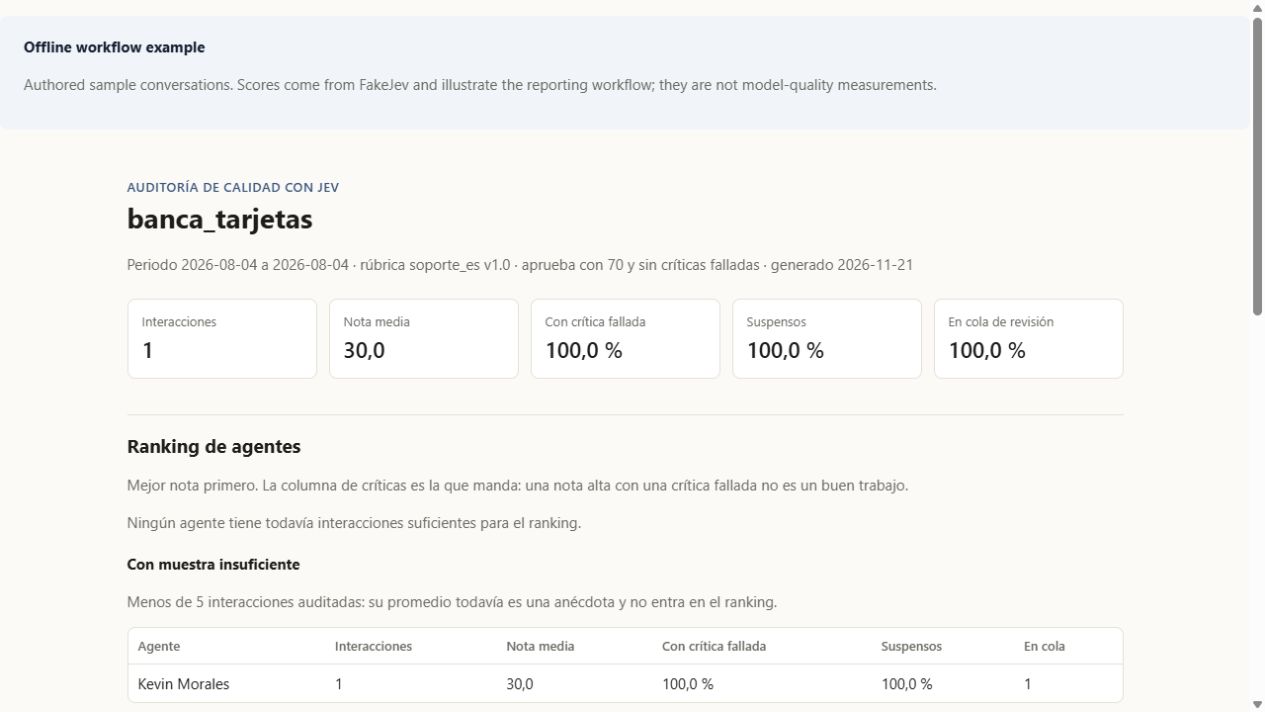 Offline workflow example
Authored sample conversations. Scores come from FakeJev and illustrate the reporting workflow; they are not model-quality measurements.
AUDITORÍA DE CALIDAD CON JEV
banca_tarjetas
Periodo 2026-08-04 a 2026-08-04 · rúbrica soporte_es v1.0 · aprueba con 70 y sin críticas falladas · generado 2026-11-21
Interacciones Nota media Con crítica fallada Suspensos En cola de revisión
1 30,0 100,0 % 100,0 % 100,0 %
Ranking de agentes
Mejor nota primero. La columna de críticas es la que manda: una nota alta con una crítica fallada no es un buen trabajo.
Ningún agente tiene todavía interacciones suficientes para el ranking.
Con muestra insuficiente
Menos de 5 interacciones auditadas: su promedio todavía es una anécdota y no entra en el ranking.
Agente Interacciones Nota media Con crítica fallada Suspensos En cola
Kevin Morales 1 30,0 100,0 % 100,0 % 1